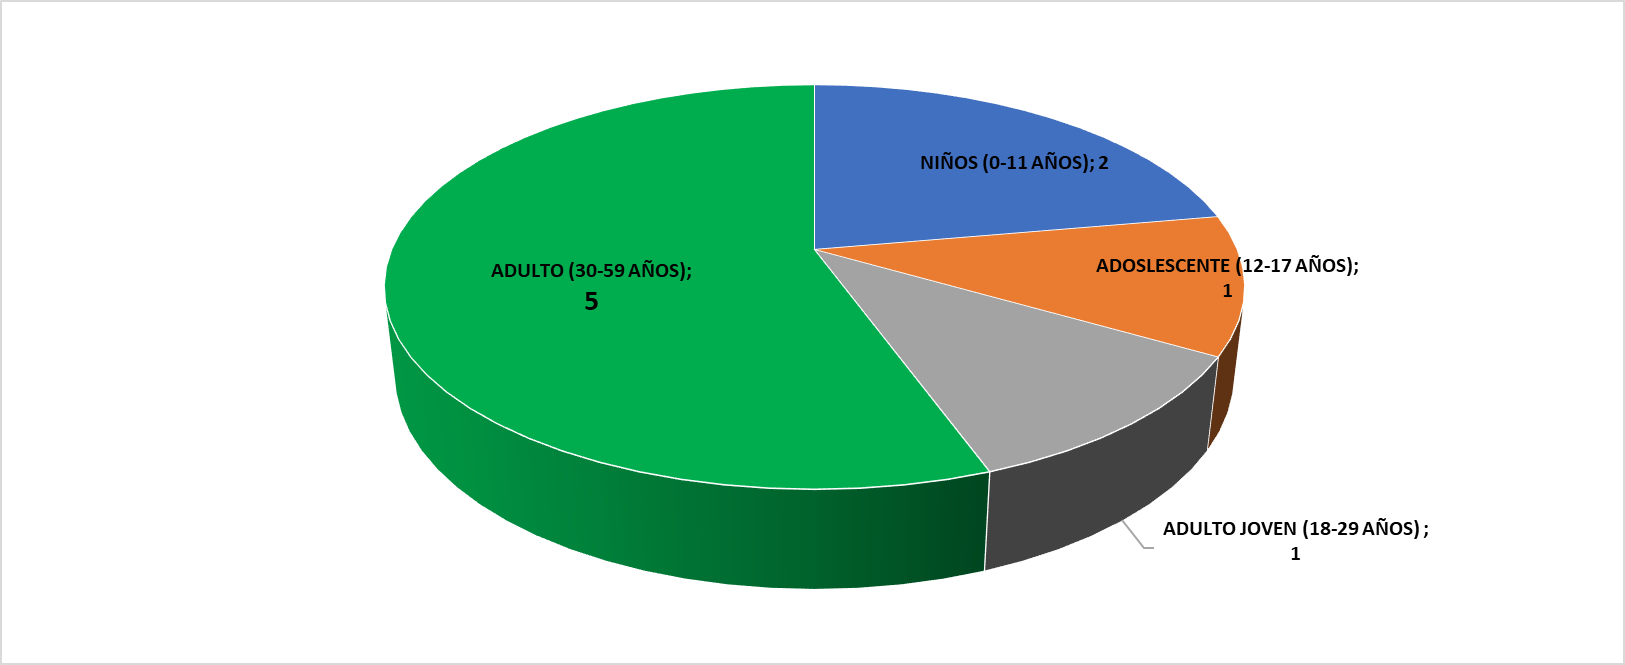 NIÑOS (0-11 AÑOS); 2
ADOSLESCENTE (12-17 AÑOS);
1
ADULTO (30-59 AÑOS);
5
ADULTO JOVEN (18-29 AÑOS) ;
1